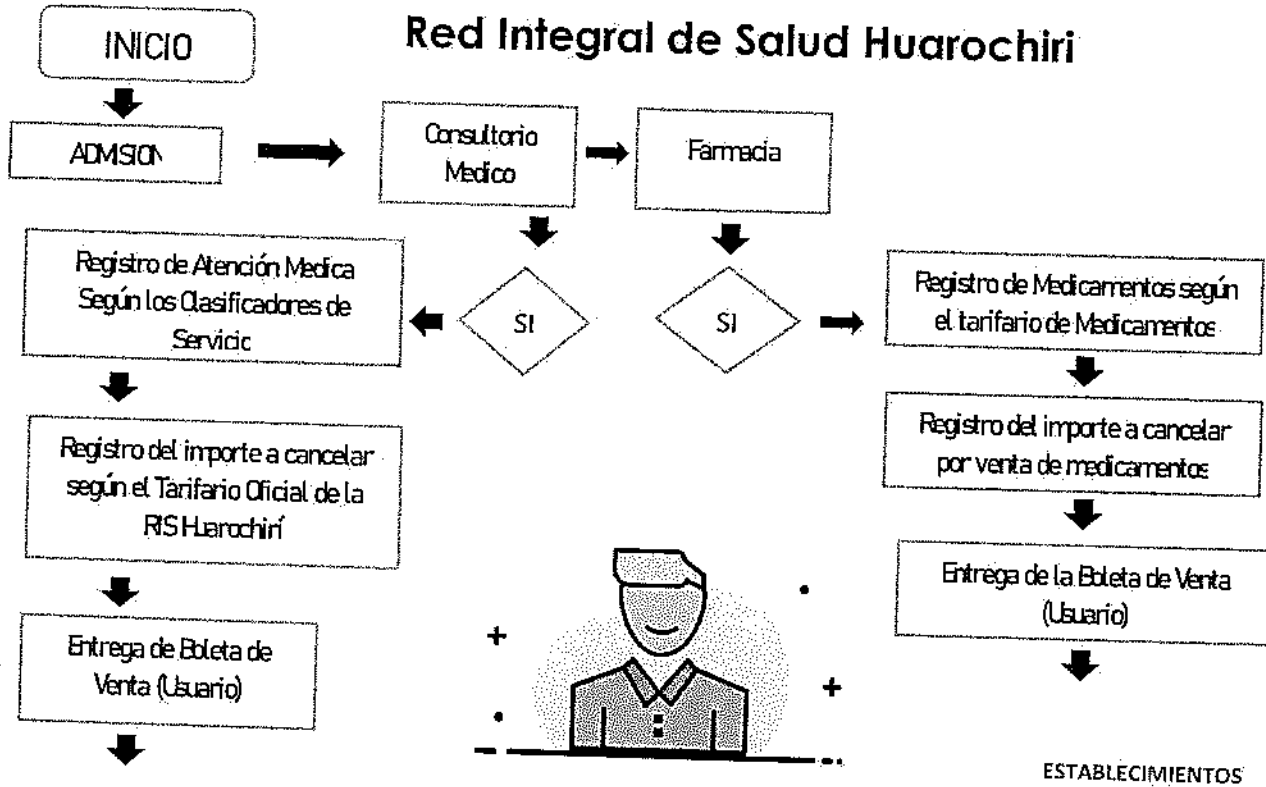 Red Integral de Salud Huarochiri
INICIO
ADMSION
Consultorio
Medico
Farmacia
Registro de Atención Medica
Según los Clasificadores de
Servicio
SI
SI
Registro de Medicamentos según
el tarifario de Medicamentos
Registro del importe a cancelar
según el Tarifario Oficial de la
RIS Huarochirí
Registro del importe a cancelar
por venta de medicamentos
Entrega de Boleta de
Venta (Usuario)
Entrega de la Boleta de Venta
(Usuario)
ESTABLECIMIENTOS